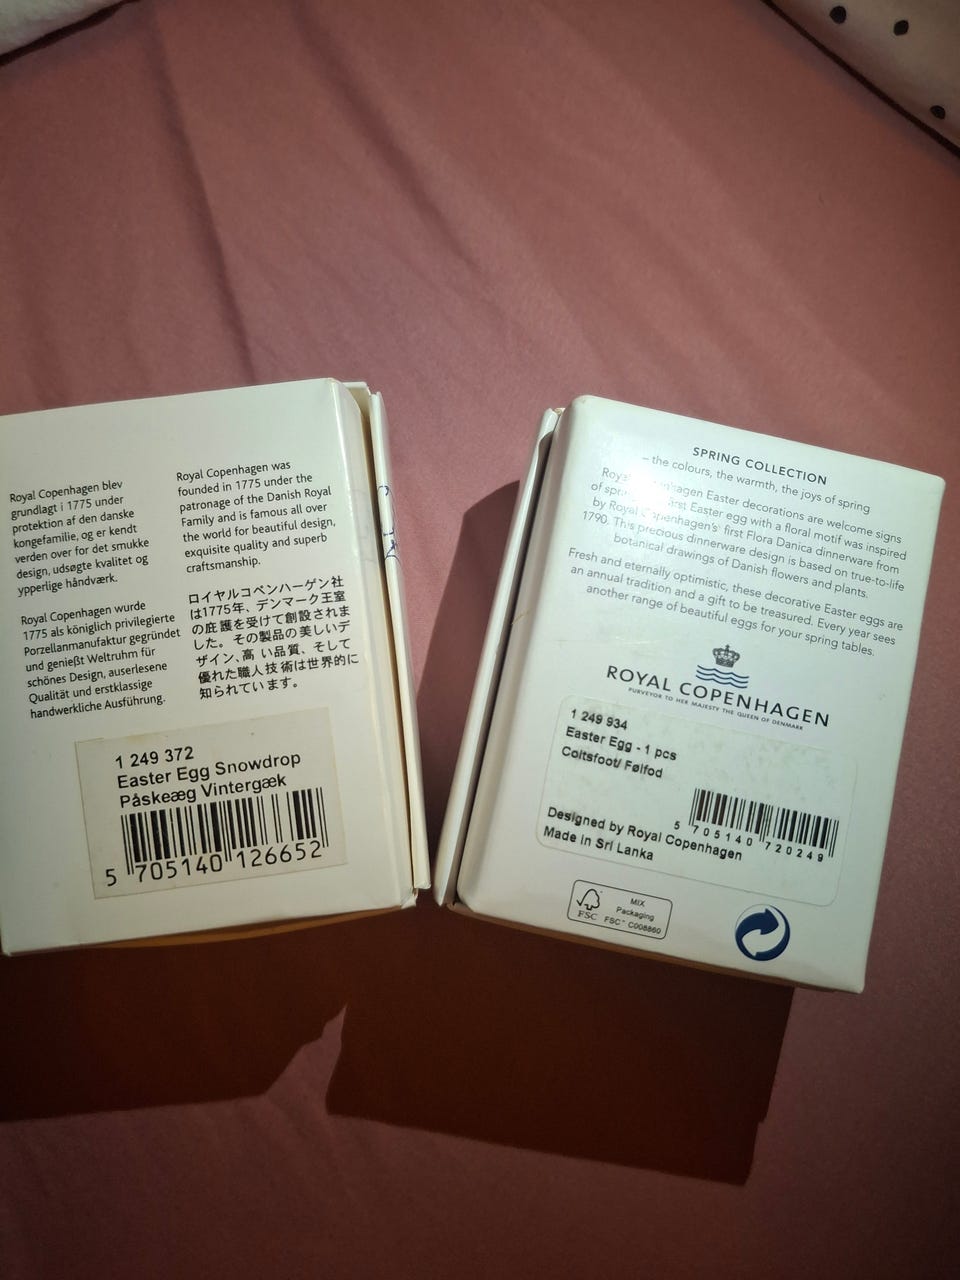 Royal Copenhagen blev
grundlagt i 1775 under
protektion af den danske
kongefamilie, og er kendt
verden over for det smukke
design, udsøgte kvalitet og
ypperlige håndværk.
Royal Copenhagen wurde
1775 als königlich privilegierte
Porzellanmanufaktur gegründet
und genießt Weltruhm für
schönes Design, auserlesene
Qualität und erstklassige
handwerkliche Ausführung.
Royal Copenhagen was
founded in 1775 under the
patronage of the Danish Royal
Family and is famous all over
the world for beautiful design,
exquisite quality and superb
craftsmanship.
ロイヤルコペンハーゲン社
は1775年、デンマーク王室
の庇護を受けて創設されま
した。その製品の美しいデ
ザイン、高い品質、そして
優れた職人技術は世界的に
知られています。
1 249 372
Easter Egg Snowdrop
Påskeæg Vintergæk
5 705140 126652
SPRING COLLECTION
– the colours, the warmth, the joys of spring
Copenhagen Easter decorations are welcome signs
of first Easter egg with a floral motif was inspired
by Royal Copenhagen's first Flora Danica dinnerware from
1790. This precious dinnerware design is based on true-to-life
botanical drawings of Danish flowers and plants.
Fresh and eternally optimistic, these decorative Easter eggs are
an annual tradition and a gift to be treasured. Every year sees
another range of beautiful eggs for your spring tables.
ROYAL COPENHAGEN
PURVEYOR TO HER MAJESTY THE QUEEN OF DENMARK
1 249 934
Easter Egg - 1 pcs
Coltsfoot/ Følfod
5 705140 720249
Designed by Royal Copenhagen
Made in Sri Lanka
FSC
MIX
Packaging
FSC™ C008860